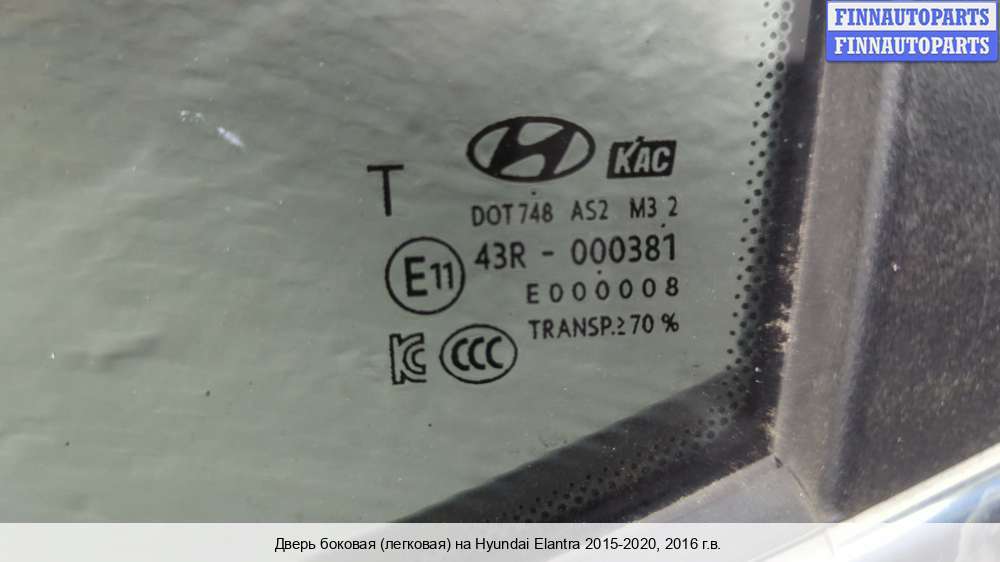 FINNAUTOPARTS
FINNAUTOPARTS
KAC
T
DOT 748 AS2 M3 2
E11 43R - 000381
E000008
TRANSP.≥70 %
KC CCC
Дверь боковая (легковая) на Hyundai Elantra 2015-2020, 2016 г.в.